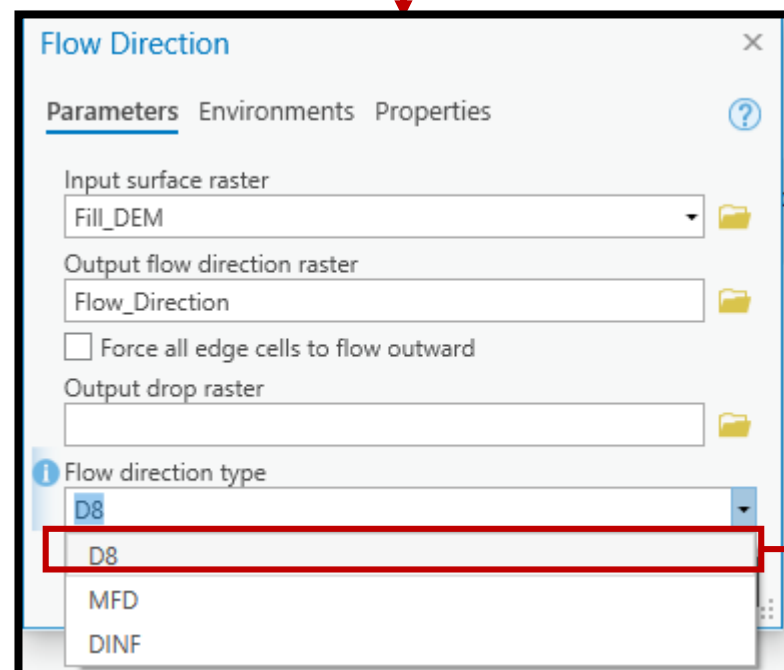 Flow Direction
Parameters Environments Properties
Input surface raster
Fill_DEM
Output flow direction raster
Flow_Direction
Force all edge cells to flow outward
Output drop raster
Flow direction type
D8
D8
MFD
DINF